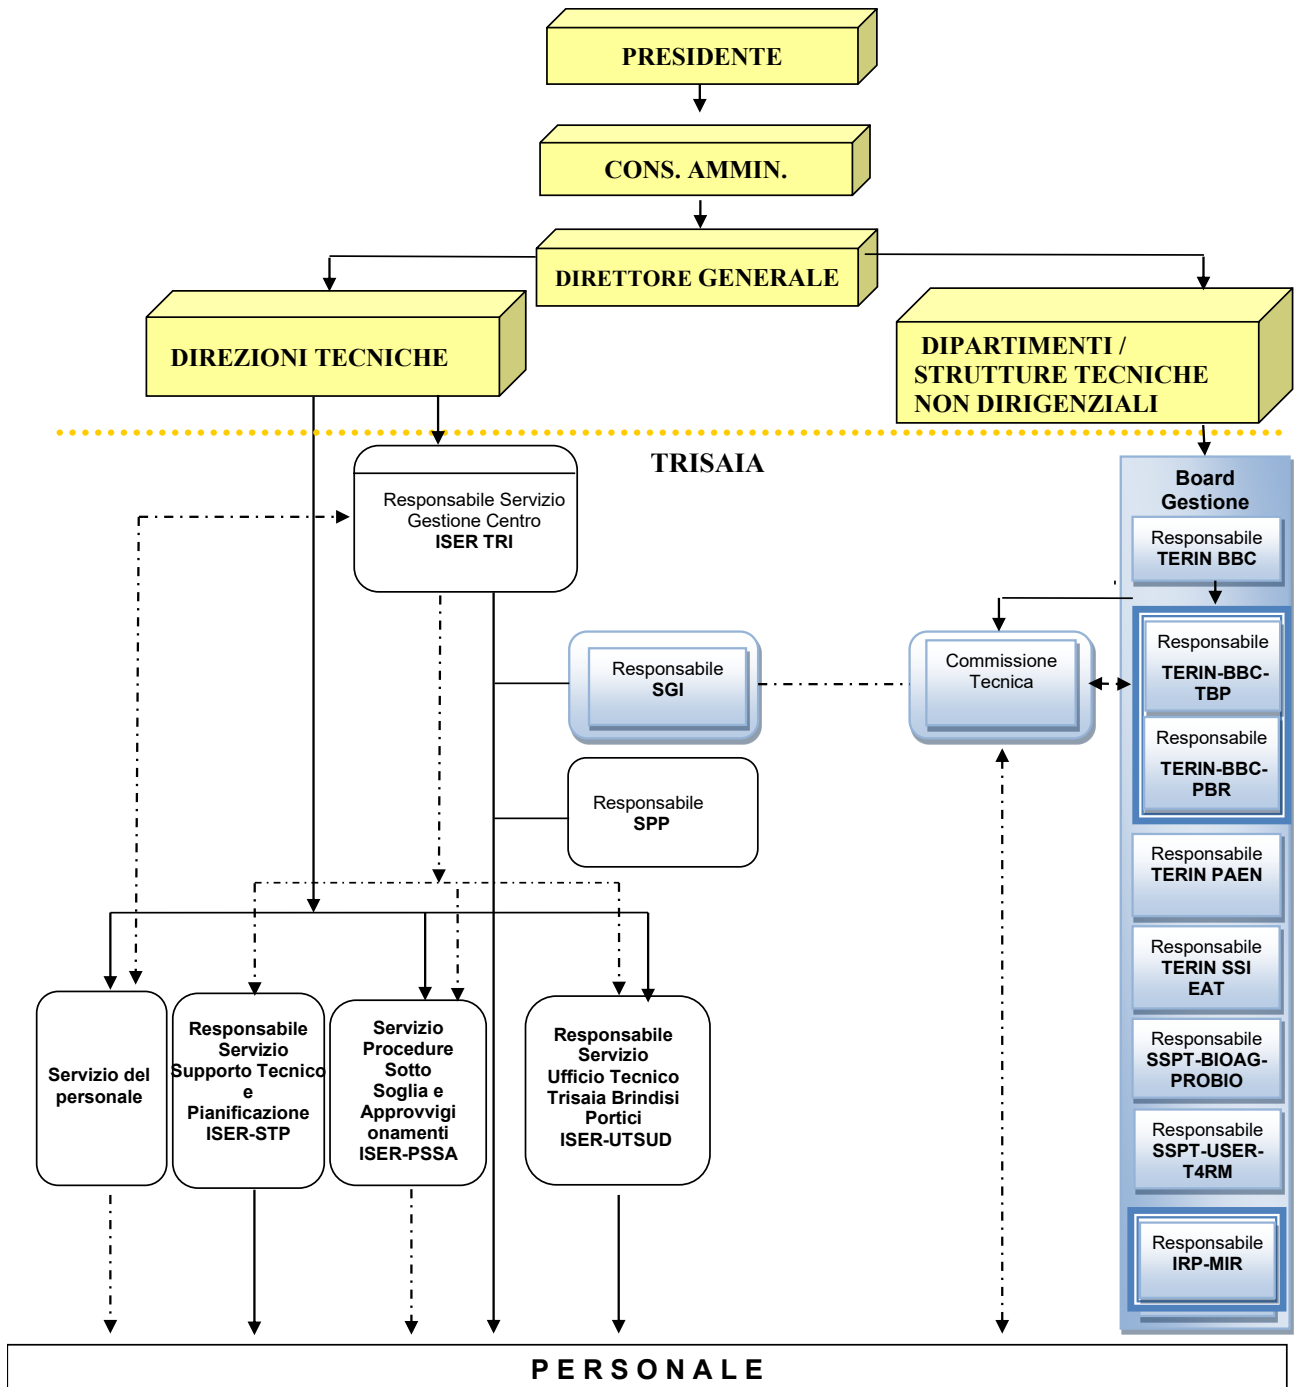 PRESIDENTE
CONS. AMMIN.
DIRETTORE GENERALE
DIREZIONI TECNICHE
DIPARTIMENTI /
STRUTTURE TECNICHE
NON DIRIGENZIALI
TRISAIA
Responsabile Servizio
Gestione Centro
ISER TRI
Board
Gestione
Responsabile
TERIN BBC
Responsabile
SGI
Commissione
Tecnica
Responsabile
TERIN-BBC-
TBP
Responsabile
TERIN-BBC-
PBR
Responsabile
SPP
Responsabile
TERIN PAEN
Responsabile
TERIN SSI
EAT
Responsabile
SSPT-BIOAG-
PROBIO
Responsabile
SSPT-USER-
T4RM
Responsabile
IRP-MIR
Servizio del
personale
Responsabile
Servizio
Supporto Tecnico
e
Pianificazione
ISER-STP
Servizio
Procedure
Sotto
Soglia e
Approvvigi
onamenti
ISER-PSSA
Responsabile
Servizio
Ufficio Tecnico
Trisaia Brindisi
Portici
ISER-UTSUD
PERSONALE